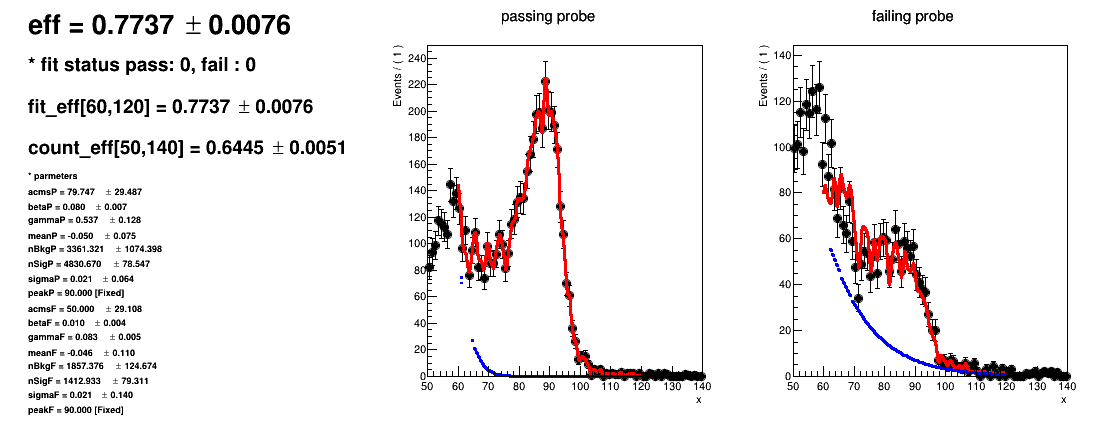 eff = 0.7737 ± 0.0076
* fit status pass: 0, fail : 0
fit_eff[60,120] = 0.7737 ± 0.0076
count_eff[50,140] = 0.6445 ± 0.0051
* parmeters
acmsP = 79.747 ± 29.487
betaP = 0.080 ± 0.007
gammaP = 0.537 ± 0.128
meanP = -0.050 ± 0.075
nBkgP = 3361.321 ± 1074.398
nSigP = 4830.670 ± 78.547
sigmaP = 0.021 ± 0.064
peakP = 90.000 [Fixed]
acmsF = 50.000 ± 29.108
betaF = 0.010 ± 0.004
gammaF = 0.083 ± 0.005
meanF = -0.046 ± 0.110
nBkgF = 1857.376 ± 124.674
nSigF = 1412.933 ± 79.311
sigmaF = 0.021 ± 0.140
peakF = 90.000 [Fixed]
passing probe
Events / ( 1 )
240
220
200
180
160
140
120
100
80
60
40
20
0
50 60 70 80 90 100 110 120 130 140
x
failing probe
Events / ( 1 )
140
120
100
80
60
40
20
0
50 60 70 80 90 100 110 120 130 140
x